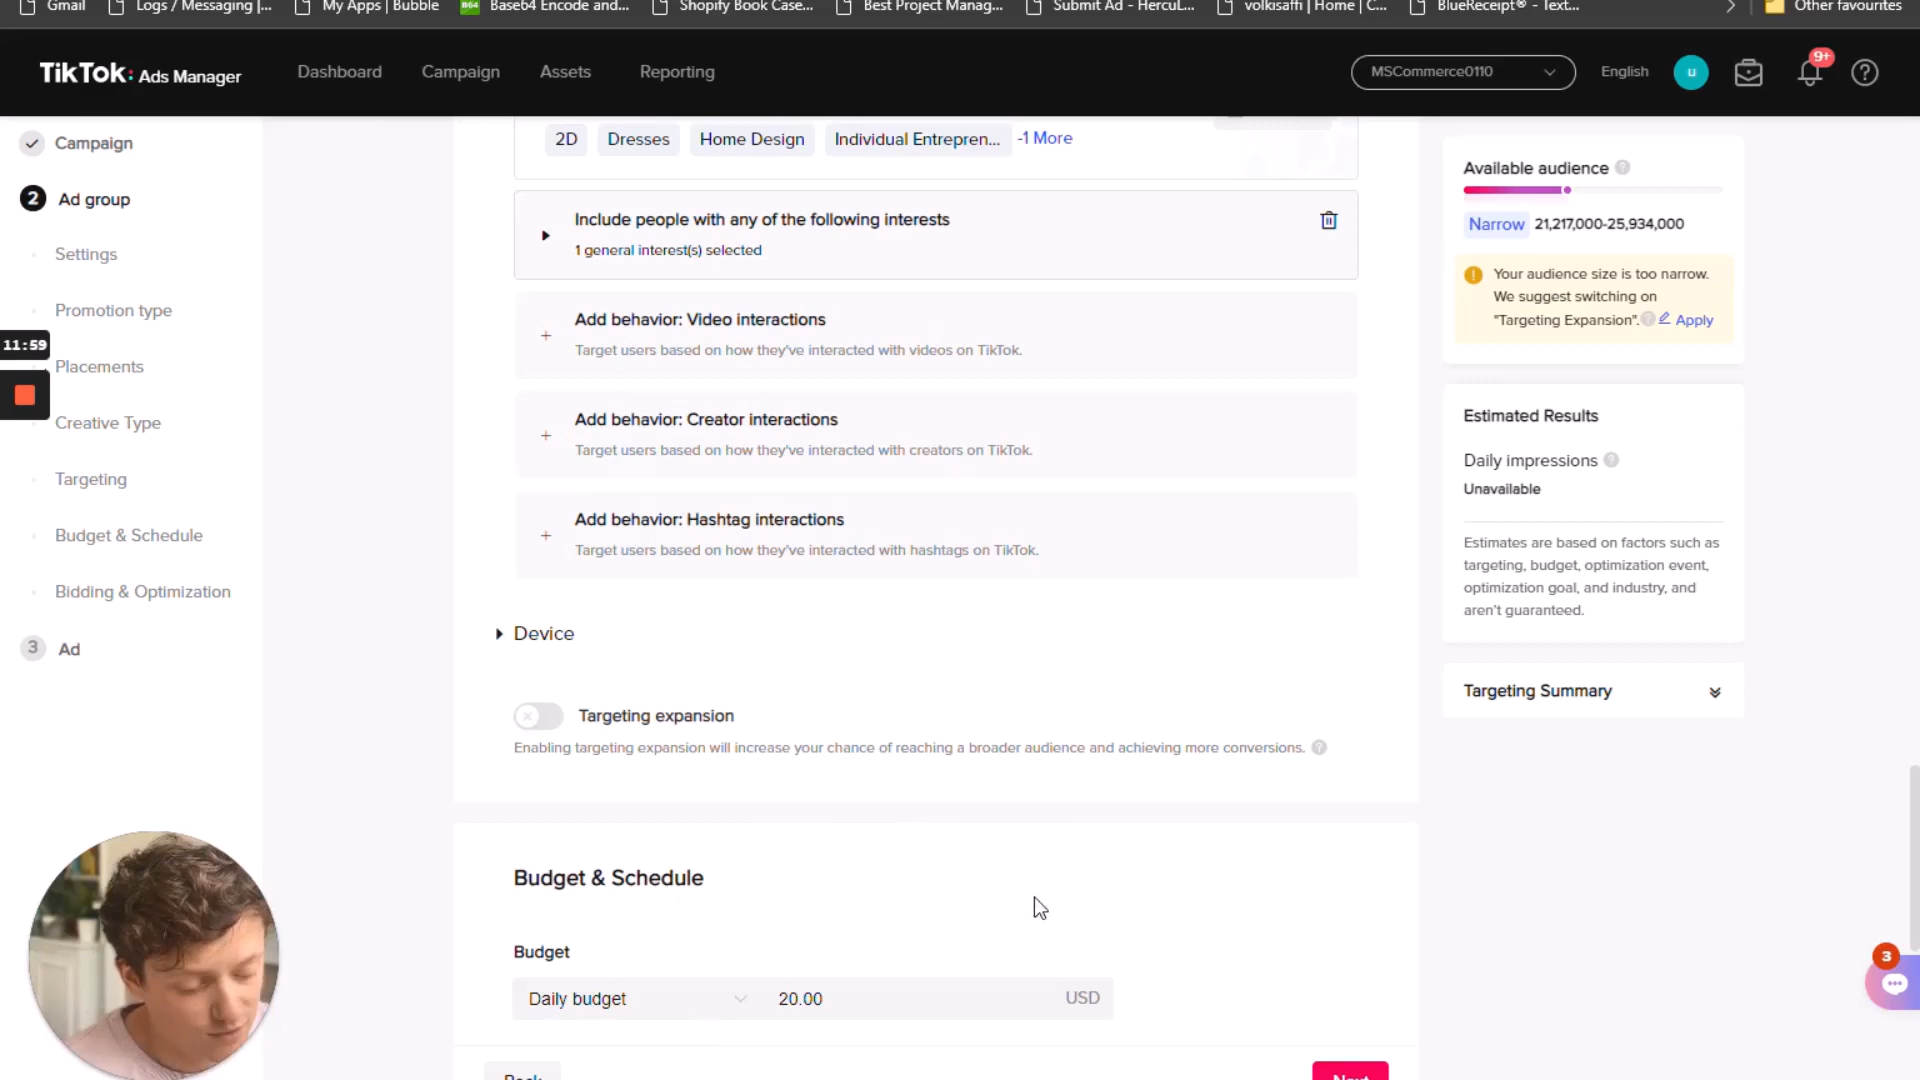 Gmail
Logs / Messaging |...
My Apps | Bubble
B64
Base64 Encode and...
Shopify Book Case...
Best Project Manag...
Submit Ad - HercuL...
volkisaffi | Home | C...
BlueReceipt® - Text...
Other favourites
TikTok: Ads Manager
Dashboard
Campaign
Assets
Reporting
MSCommerce0110
English
u
9+
Campaign
2 Ad group
Settings
Promotion type
11:59
Placements
Creative Type
Targeting
Budget & Schedule
Bidding & Optimization
3 Ad
2D
Dresses
Home Design
Individual Entrepren...
-1 More
Include people with any of the following interests
1 general interest(s) selected
Add behavior: Video interactions
Target users based on how they've interacted with videos on TikTok.
Add behavior: Creator interactions
Target users based on how they've interacted with creators on TikTok.
Add behavior: Hashtag interactions
Target users based on how they've interacted with hashtags on TikTok.
Device
Targeting expansion
Enabling targeting expansion will increase your chance of reaching a broader audience and achieving more conversions.
Budget & Schedule
Budget
Daily budget
20.00
USD
Back
Next
Available audience
Narrow 21,217,000-25,934,000
Your audience size is too narrow.
We suggest switching on
"Targeting Expansion". Apply
Estimated Results
Daily impressions
Unavailable
Estimates are based on factors such as
targeting, budget, optimization event,
optimization goal, and industry, and
aren't guaranteed.
Targeting Summary
3